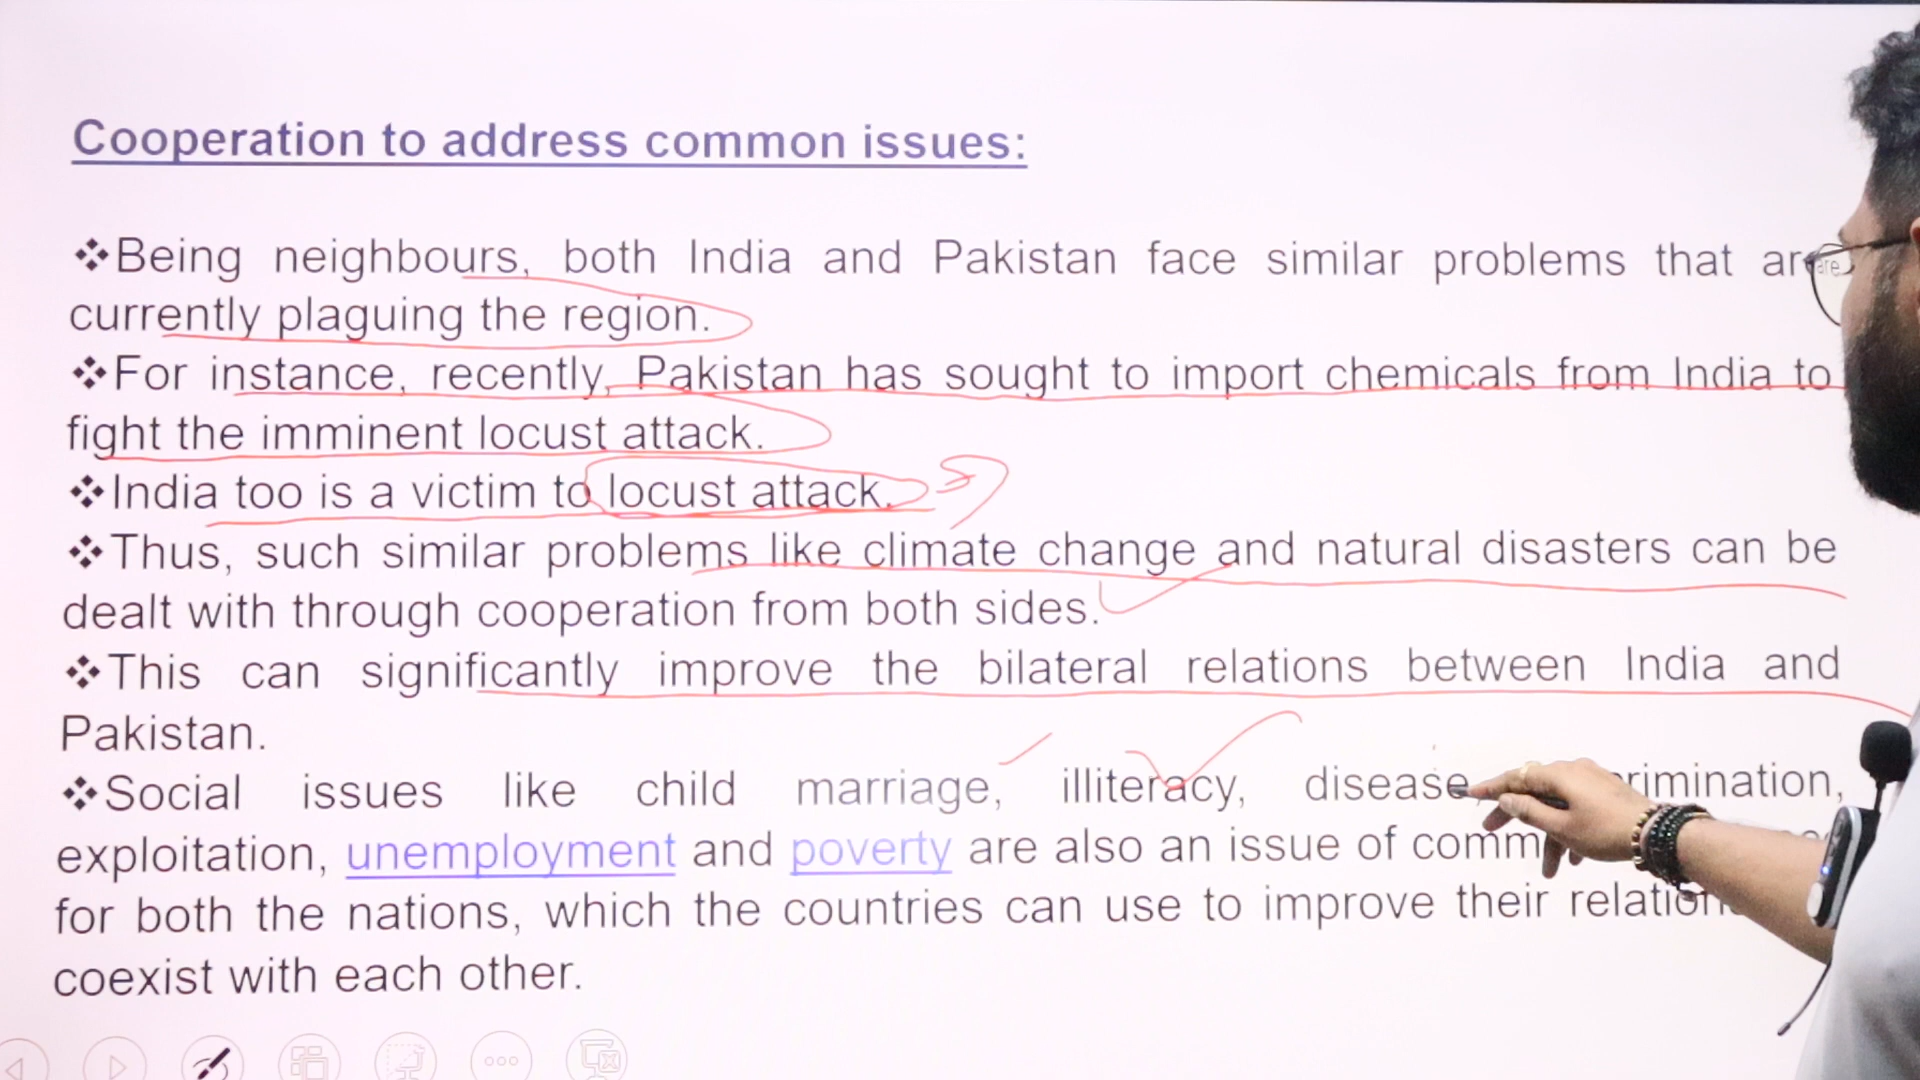 Cooperation to address common issues:
❖Being neighbours, both India and Pakistan face similar problems that are
currently plaguing the region.
❖For instance, recently, Pakistan has sought to import chemicals from India to
fight the imminent locust attack.
❖India too is a victim to locust attack.
❖Thus, such similar problems like climate change and natural disasters can be
dealt with through cooperation from both sides.
❖This can significantly improve the bilateral relations between India and
Pakistan.
❖Social issues like child marriage, illiteracy, disease,
exploitation, unemployment and poverty are also an issue of
for both the nations, which the countries can use to improve their
coexist with each other.